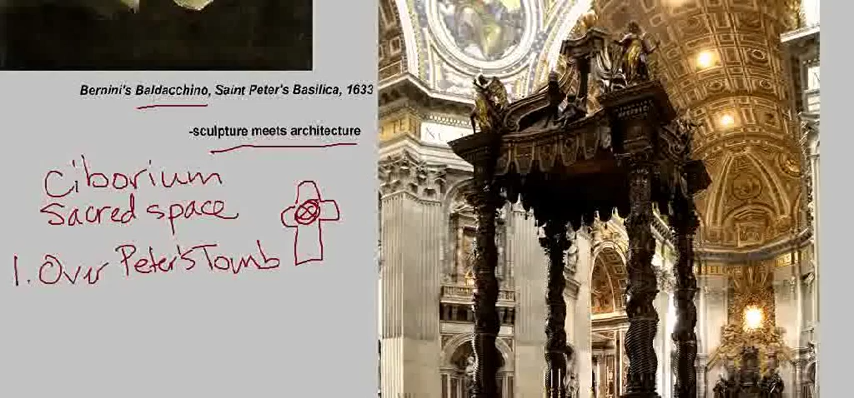 Bernini's Baldacchino, Saint Peter's Basilica, 1633
-sculpture meets architecture
Ciborium
Sacred space
1. Over Peter's Tomb